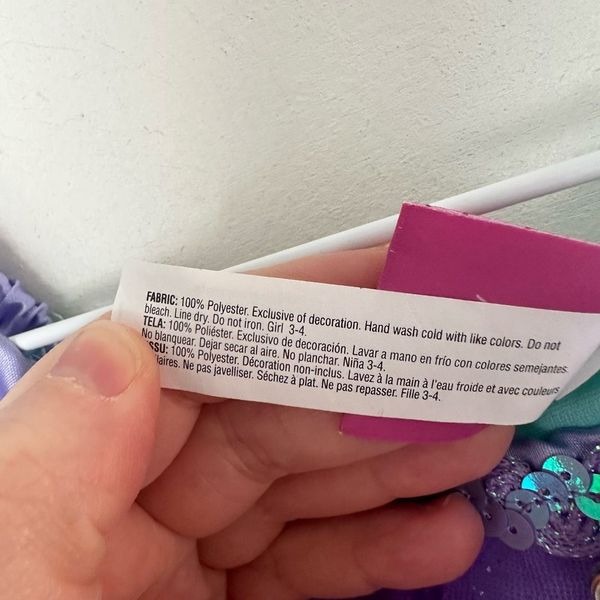 FABRIC: 100% Polyester. Exclusive of decoration. Hand wash cold with like colors. Do not
bleach. Line dry. Do not iron. Girl 3-4.
TELA: 100% Poliéster. Exclusivo de decoración. Lavar a mano en frío con colores semejantes.
No blanquear. Dejar secar al aire. No planchar. Niña 3-4.
SSU: 100% Polyester. Décoration non-inclus. Lavez à la main à l'eau froide et avec couleurs
laires. Ne pas javelliser. Séchez à plat. Ne pas repasser. Fille 3-4.